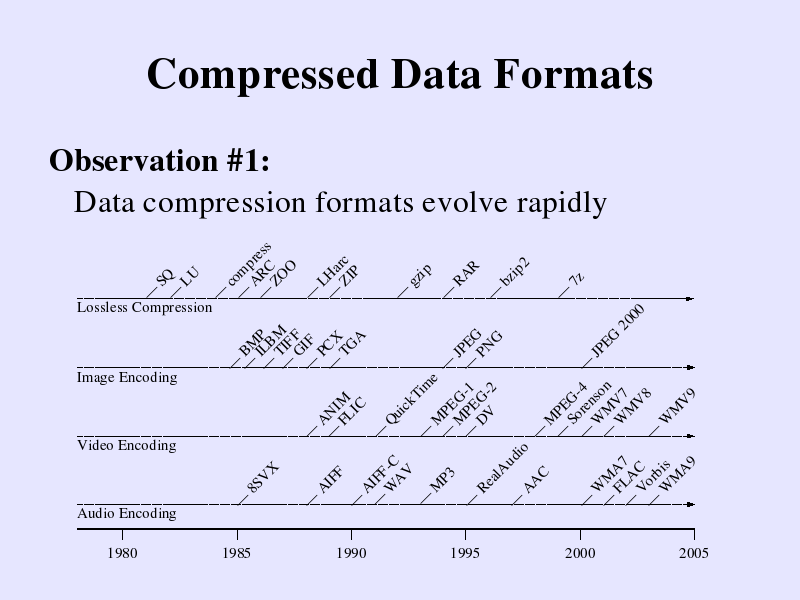 Compressed Data Formats
Observation #1:
Data compression formats evolve rapidly
SQ LU compress ARC ZOO LHarc ZIP gzip RAR bzip2 7z
Lossless Compression
BMP ILBM TIFF GIF PCX TGA JPEG PNG JPEG 2000
Image Encoding
ANIM FLIC QuickTime MPEG-1 MPEG-2 DV MPEG-4 Sorenson WMV7 WMV8 WMV9
Video Encoding
8SVX AIFF AIFF-C WAV MP3 RealAudio AAC WMA7 FLAC Vorbis WMA9
Audio Encoding
1980 1985 1990 1995 2000 2005